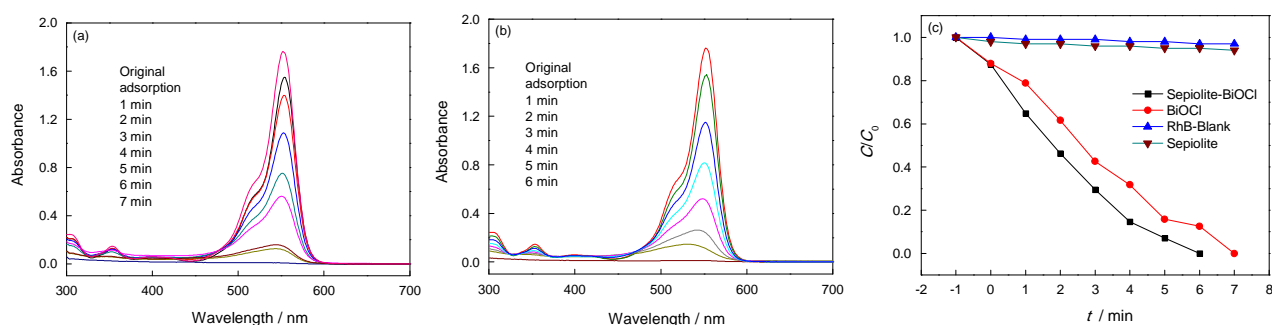 (a)
2.0
1.8
1.2
0.6
0.0
Absorbance
Original
adsorption
1 min
2 min
3 min
4 min
5 min
6 min
7 min
300 400 500 600 700
Wavelength / nm
(b)
2.0
1.6
1.2
0.8
0.4
0.0
Absorbance
Original
adsorption
1 min
2 min
3 min
4 min
5 min
6 min
300 400 500 600 700
Wavelength / nm
(c)
1.0
0.8
0.6
0.4
0.2
0.0
C/C0
Sepiolite-BiOCl
BiOCl
RhB-Blank
Sepiolite
-2 -1 0 1 2 3 4 5 6 7 8
t / min